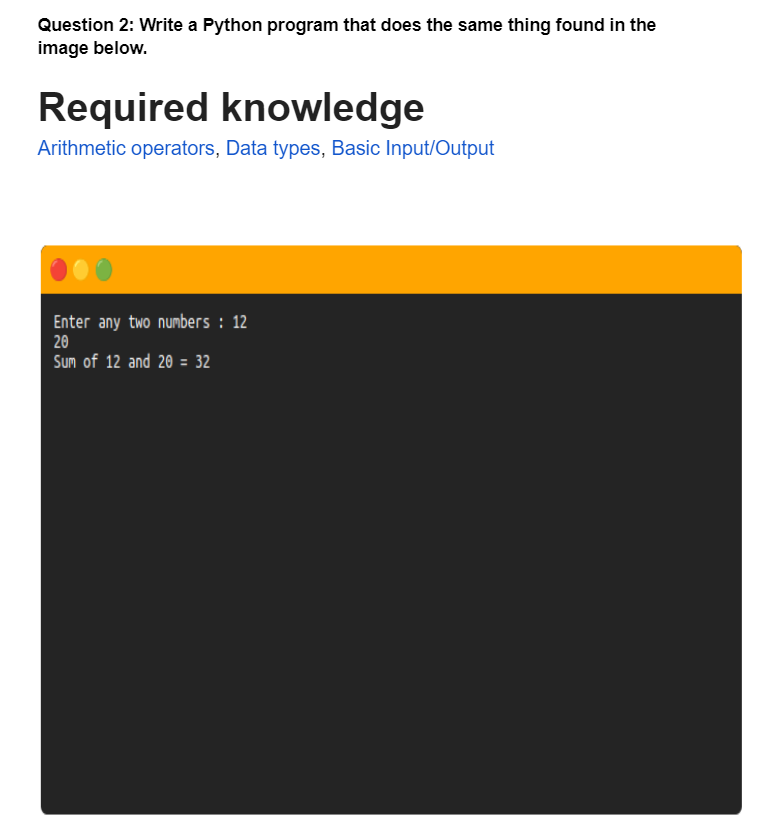 Question 2: Write a Python program that does the same thing found in the
image below.
Required knowledge
Arithmetic operators, Data types, Basic Input/Output
Enter any two numbers : 12
20
Sum of 12 and 20 = 32